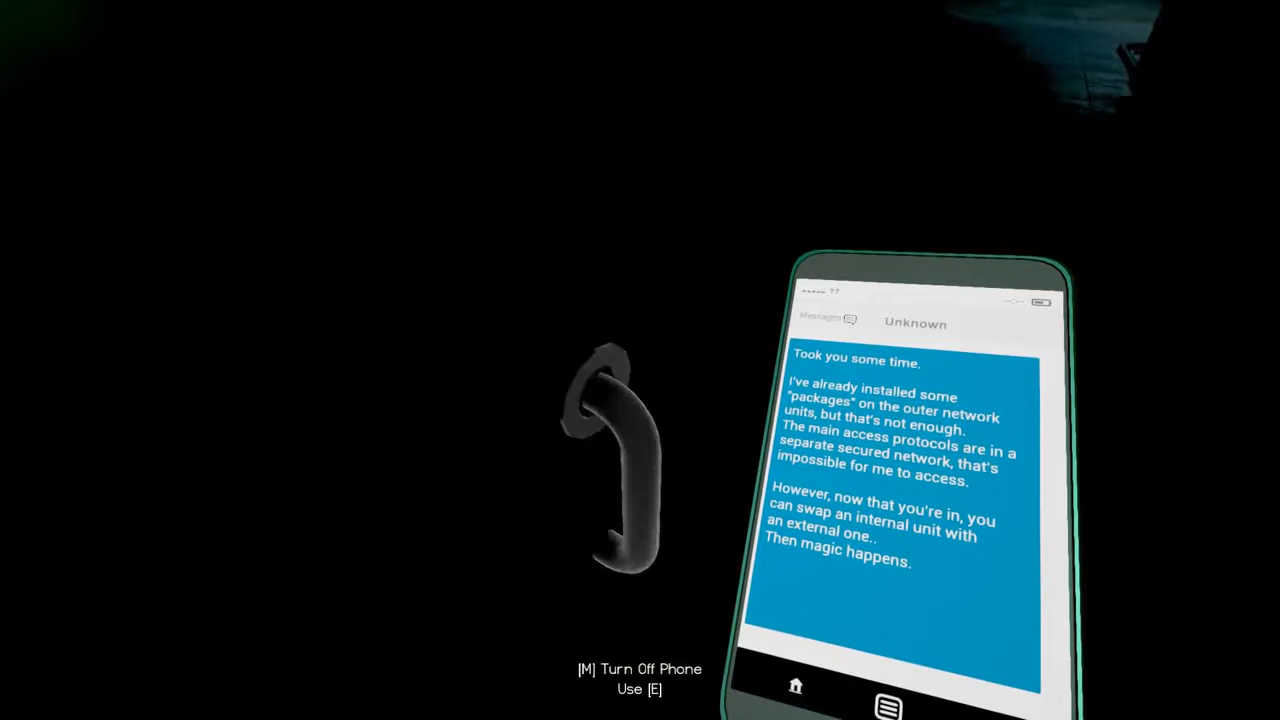 Messages
Unknown
Took you some time.
I've already installed some
"packages" on the outer network
units, but that's not enough.
The main access protocols are in a
separate secured network, that's
impossible for me to access.
However, now that you're in, you
can swap an internal unit with
an external one..
Then magic happens.
[M] Turn Off Phone
Use [E]